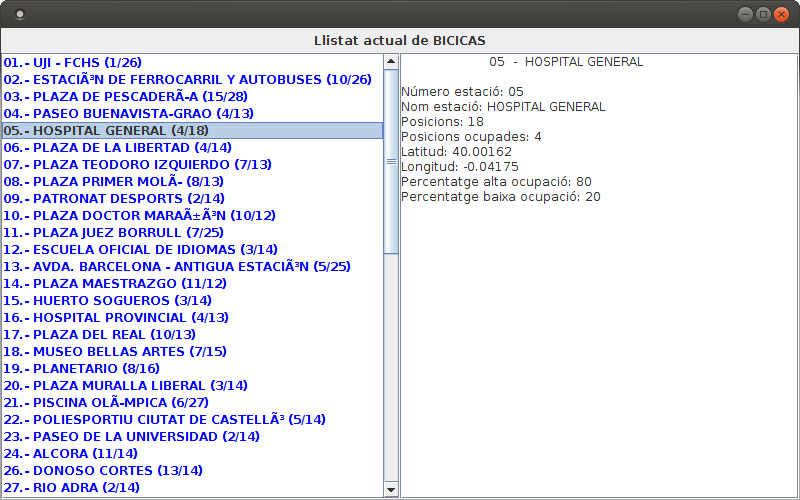 Llistat actual de BICICAS
01.- UJI - FCHS (1/26)
02.- ESTACIÃ³N DE FERROCARRIL Y AUTOBUSES (10/26)
03.- PLAZA DE PESCADERÃ-A (15/28)
04.- PASEO BUENAVISTA-GRAO (4/13)
05.- HOSPITAL GENERAL (4/18)
06.- PLAZA DE LA LIBERTAD (4/14)
07.- PLAZA TEODORO IZQUIERDO (7/13)
08.- PLAZA PRIMER MOLÃ- (8/13)
09.- PATRONAT DESPORTS (2/14)
10.- PLAZA DOCTOR MARAÃ±Ã³N (10/12)
11.- PLAZA JUEZ BORRULL (7/25)
12.- ESCUELA OFICIAL DE IDIOMAS (3/14)
13.- AVDA. BARCELONA - ANTIGUA ESTACIÃ³N (5/25)
14.- PLAZA MAESTRAZGO (11/12)
15.- HUERTO SOGUEROS (3/14)
16.- HOSPITAL PROVINCIAL (4/13)
17.- PLAZA DEL REAL (10/13)
18.- MUSEO BELLAS ARTES (7/15)
19.- PLANETARIO (8/16)
20.- PLAZA MURALLA LIBERAL (3/14)
21.- PISCINA OLÃ-MPICA (6/27)
22.- POLIESPORTIU CIUTAT DE CASTELLÃ³ (5/14)
23.- PASEO DE LA UNIVERSIDAD (2/14)
24.- ALCORA (11/14)
26.- DONOSO CORTES (13/14)
27.- RIO ADRA (2/14)
05 - HOSPITAL GENERAL
Número estació: 05
Nom estació: HOSPITAL GENERAL
Posicions: 18
Posicions ocupades: 4
Latitud: 40.00162
Longitud: -0.04175
Percentatge alta ocupació: 80
Percentatge baixa ocupació: 20